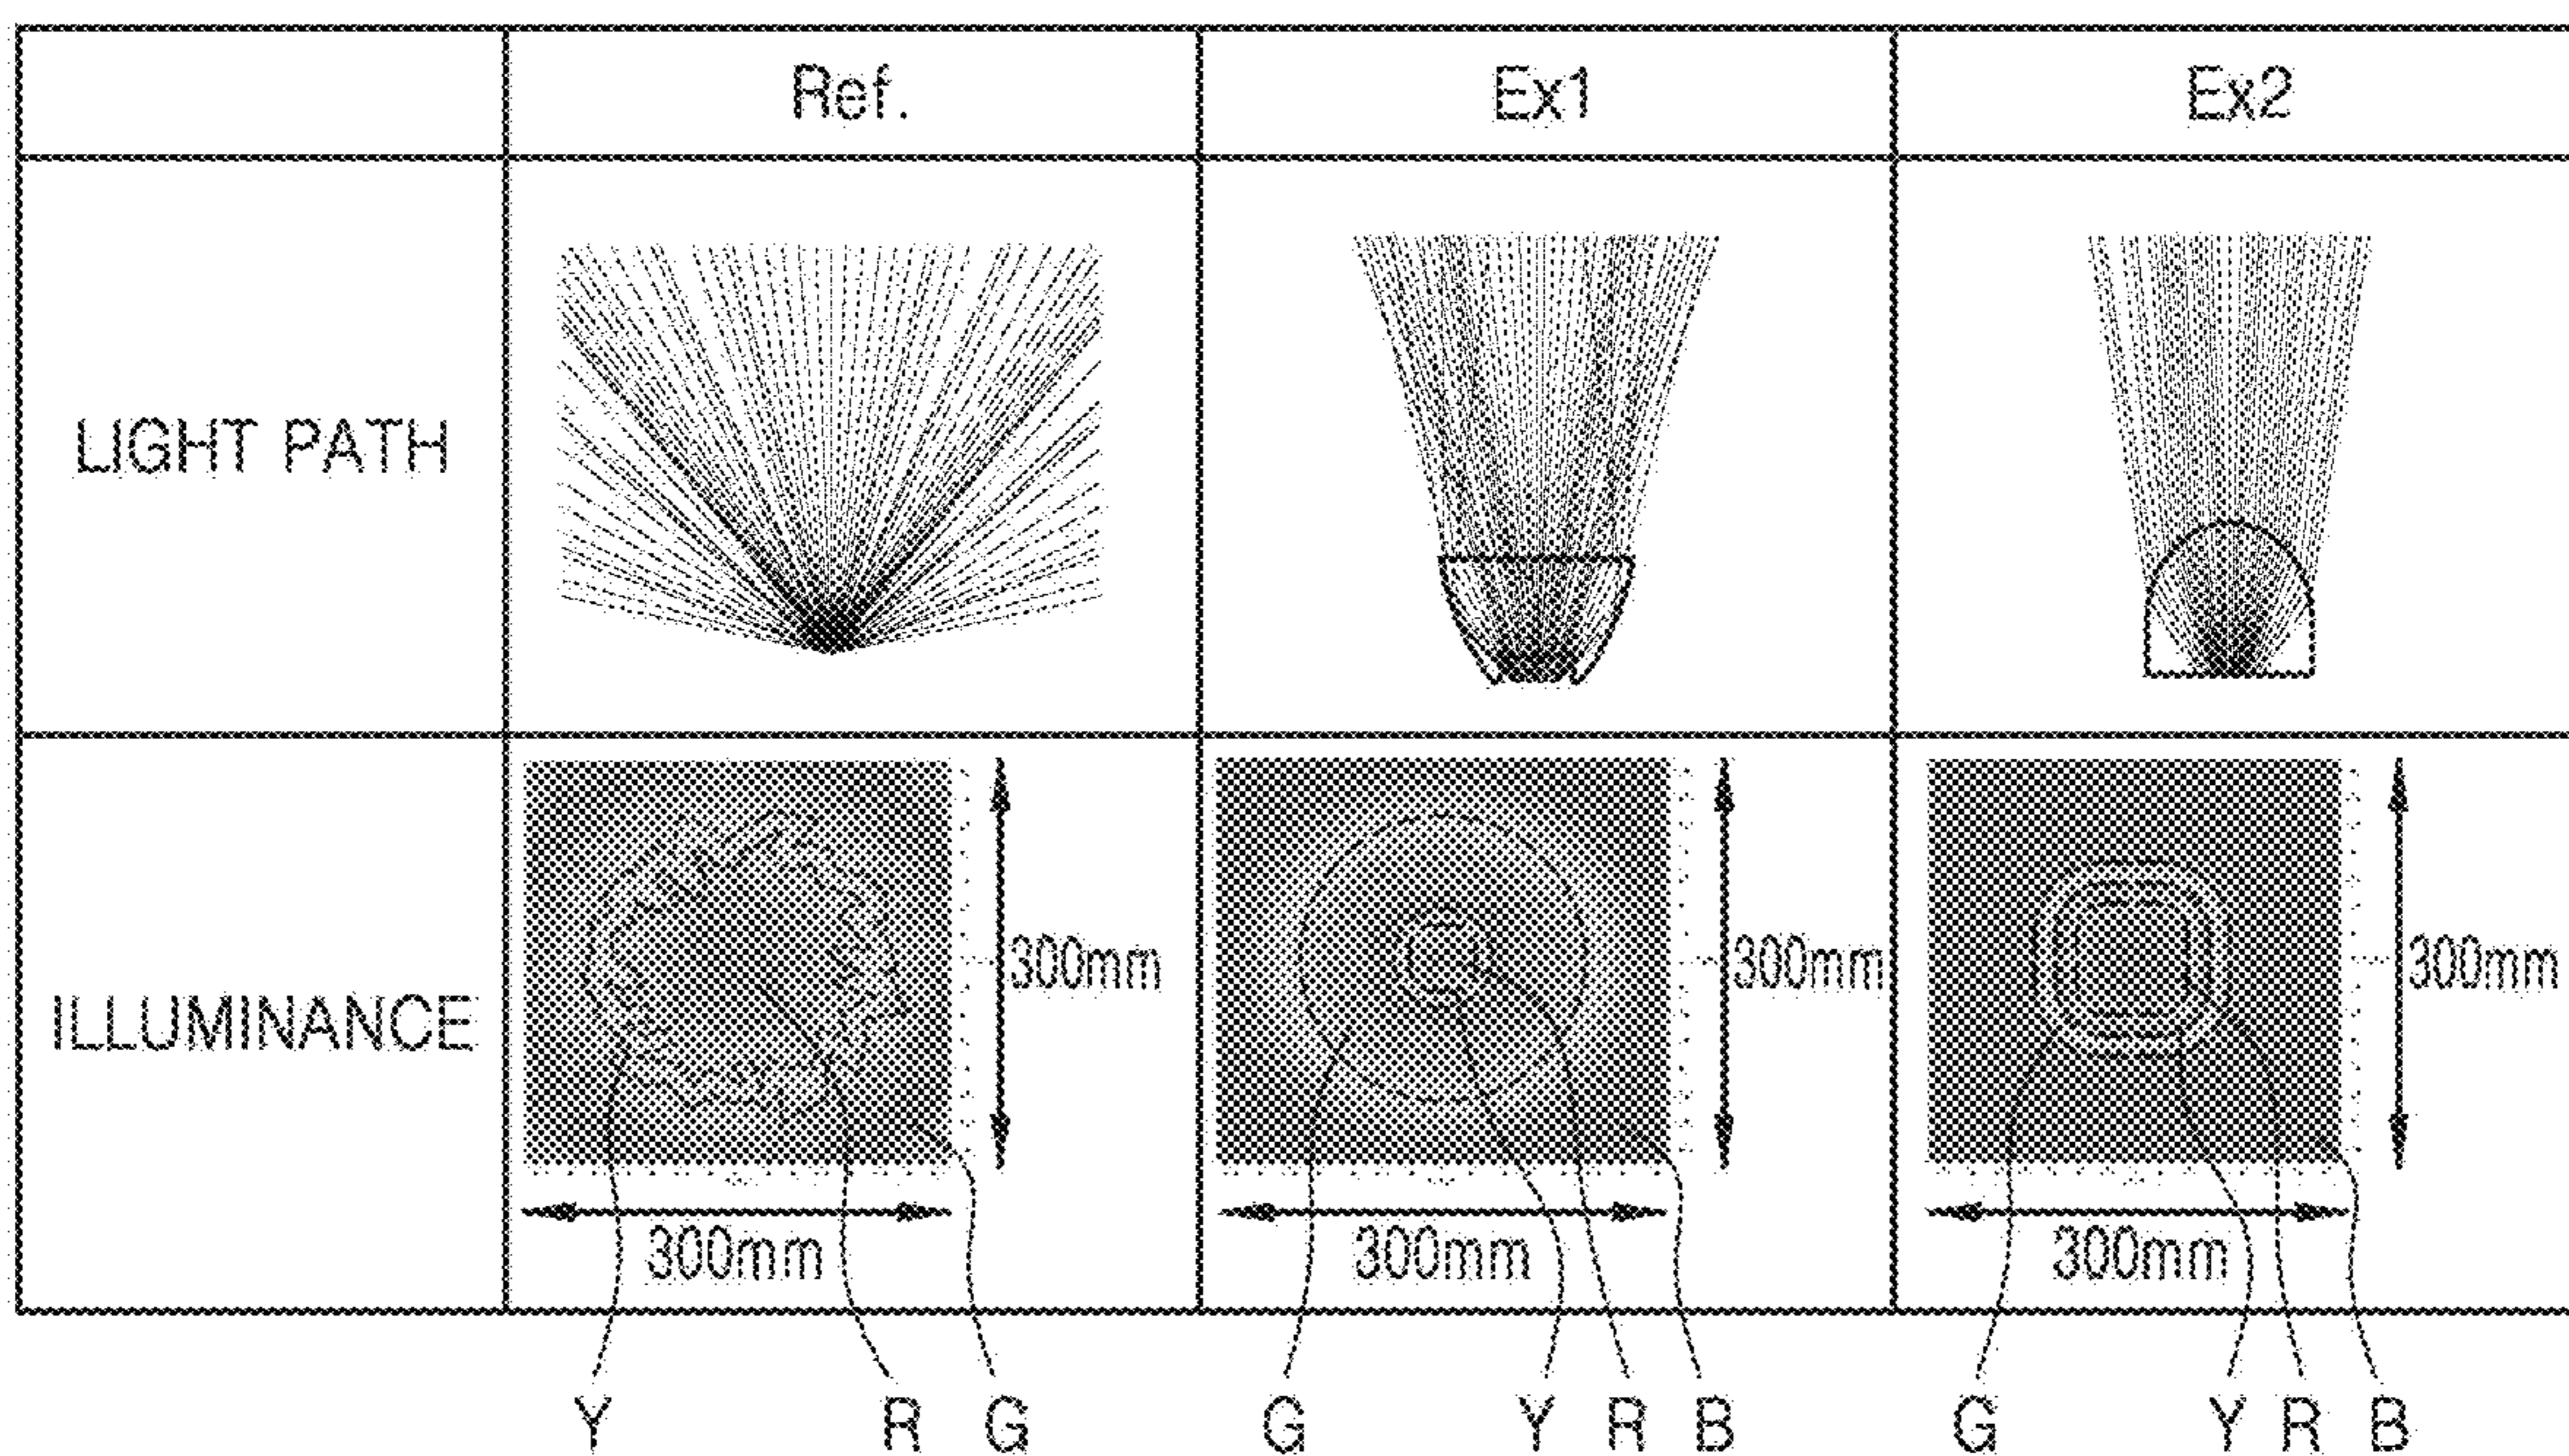 Ref. Ex1 Ex2
LIGHT PATH
ILLUMINANCE
300mm 300mm 300mm
300mm 300mm 300mm
Y R G G Y R B G Y R B